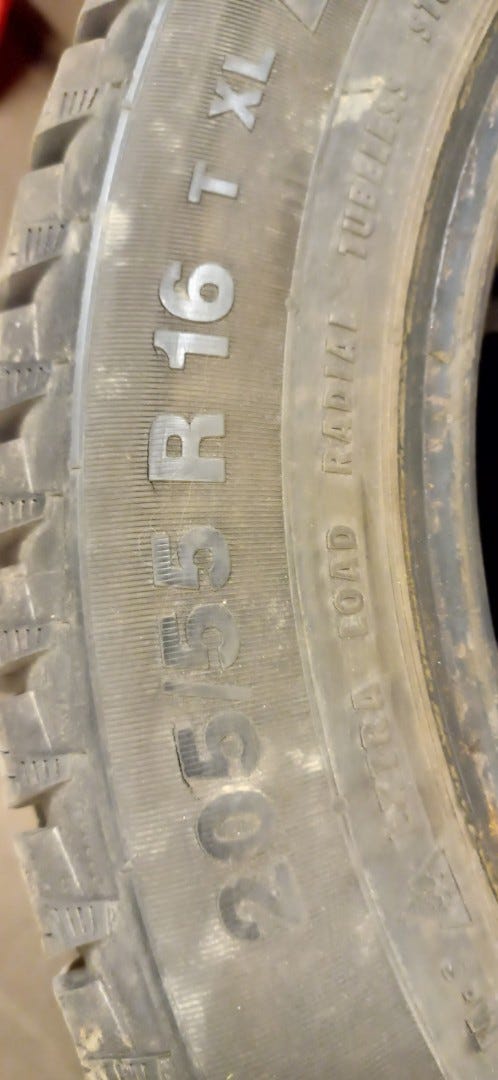 205/55 R 16 T XL
EXTRA LOAD RADIAL TUBELESS